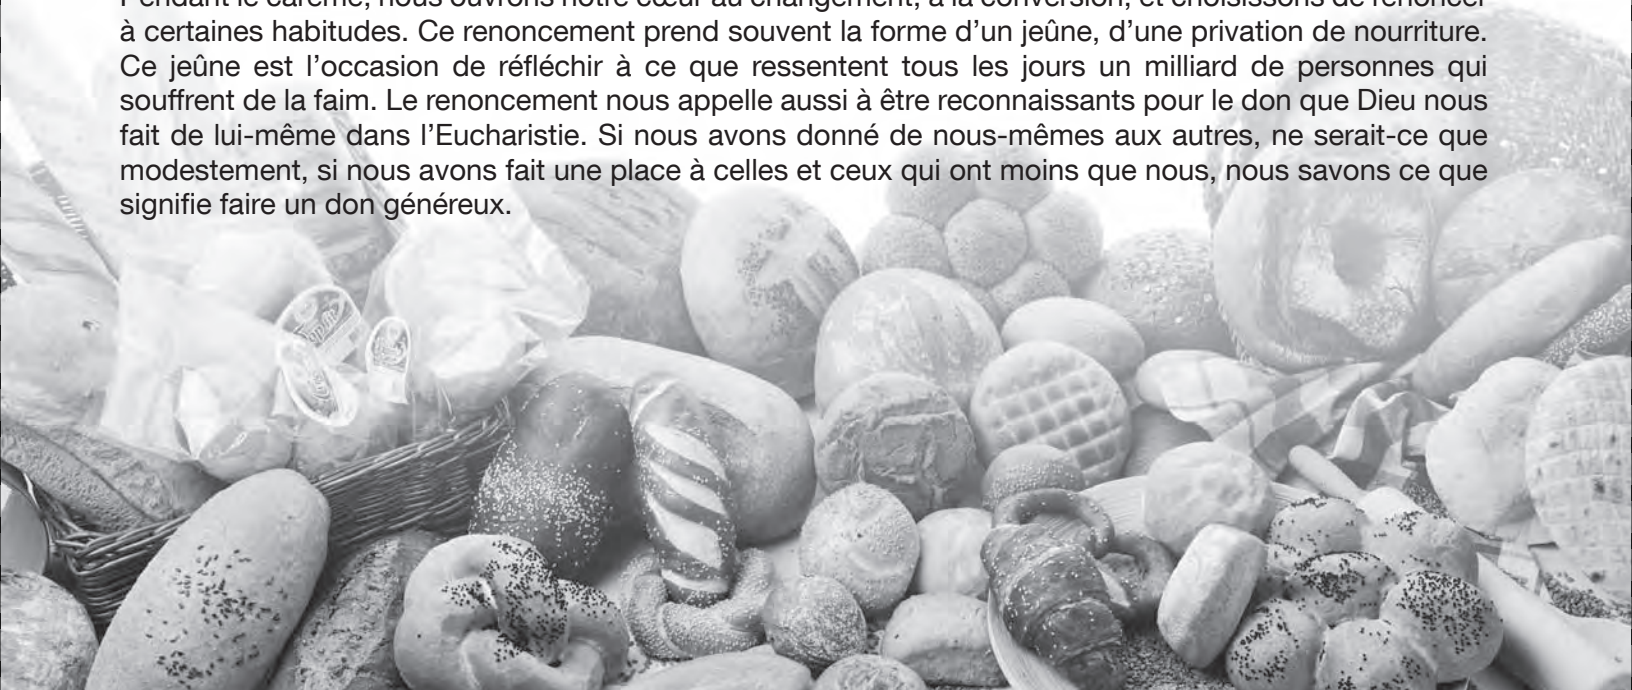 Pendant le carême, nous ouvrons notre cœur au changement, à la conversion, et choisissons de renoncer
à certaines habitudes. Ce renoncement prend souvent la forme d’un jeûne, d’une privation de nourriture.
Ce jeûne est l’occasion de réfléchir à ce que ressentent tous les jours un milliard de personnes qui
souffrent de la faim. Le renoncement nous appelle aussi à être reconnaissants pour le don que Dieu nous
fait de lui-même dans l’Eucharistie. Si nous avons donné de nous-mêmes aux autres, ne serait-ce que
modestement, si nous avons fait une place à celles et ceux qui ont moins que nous, nous savons ce que
signifie faire un don généreux.